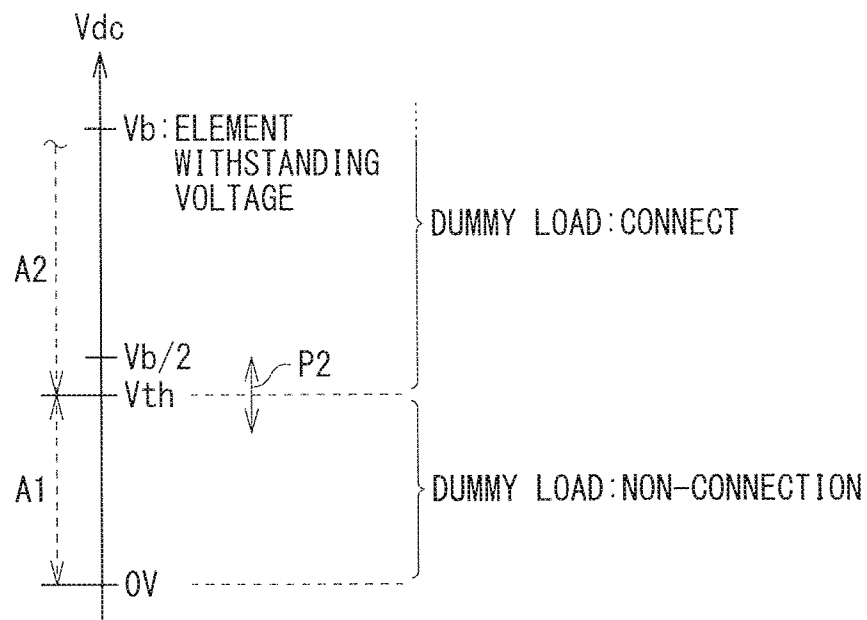 Vdc
Vb:ELEMENT
WITHSTANDING
VOLTAGE
DUMMY LOAD:CONNECT
A2
Vb/2
P2
Vth
A1
DUMMY LOAD:NON-CONNECTION
0V